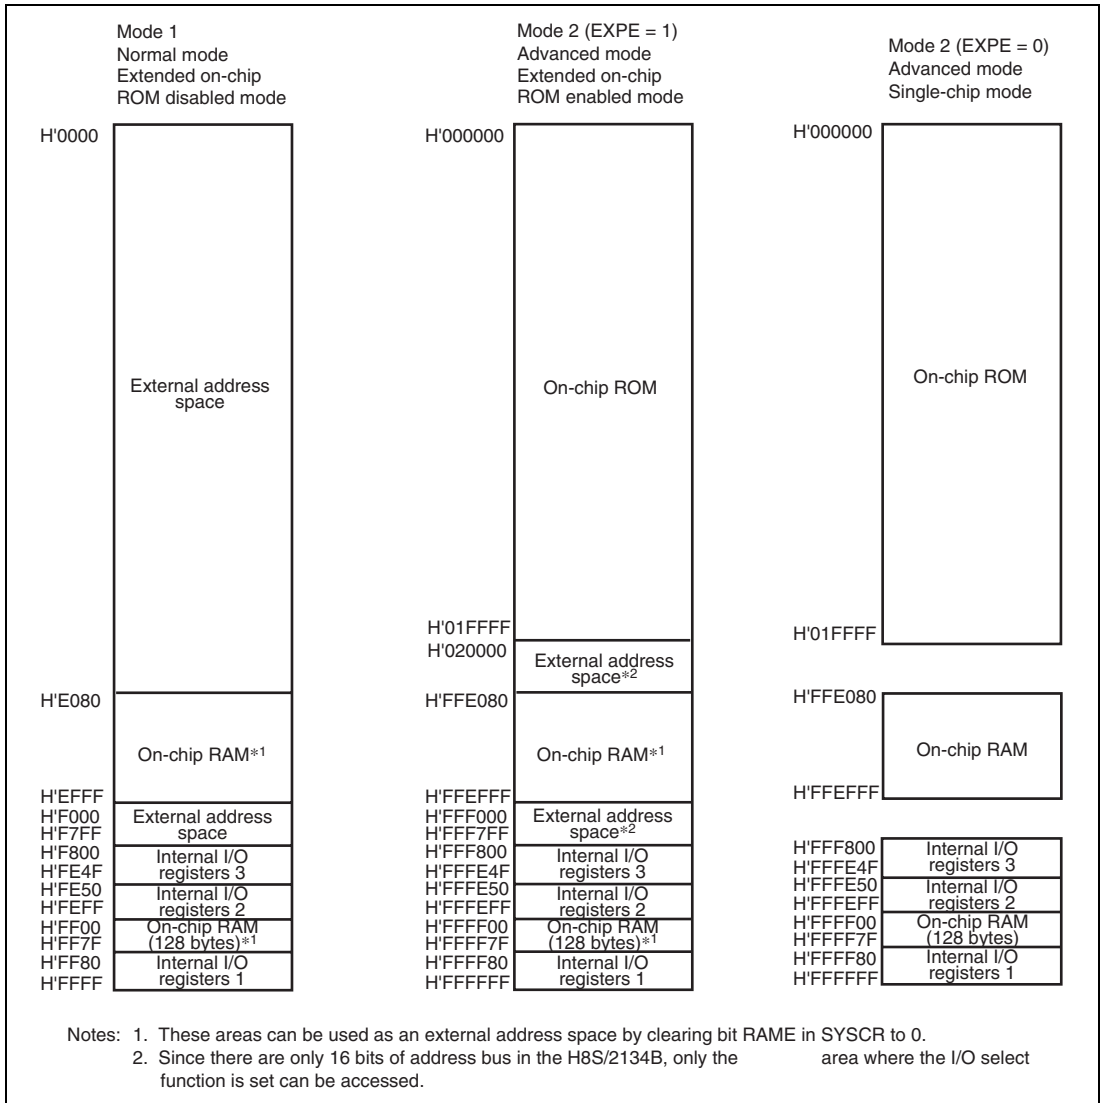 Mode 1
Normal mode
Extended on-chip
ROM disabled mode
H'0000
External address
space
H'E080
On-chip RAM*1
H'EFFF
H'F000
External address
space
H'F7FF
H'F800
Internal I/O
registers 3
H'FE4F
H'FE50
Internal I/O
registers 2
H'FEFF
H'FF00
On-chip RAM
(128 bytes)*1
H'FF7F
H'FF80
Internal I/O
registers 1
H'FFFF
Mode 2 (EXPE = 1)
Advanced mode
Extended on-chip
ROM enabled mode
H'000000
On-chip ROM
H'01FFFF
H'020000
External address
space*2
H'FFE080
On-chip RAM*1
H'FFEFFF
H'FFF000
External address
space*2
H'FFF7FF
H'FFF800
Internal I/O
registers 3
H'FFFE4F
H'FFFE50
Internal I/O
registers 2
H'FFFEFF
H'FFFF00
On-chip RAM
(128 bytes)*1
H'FFFF7F
H'FFFF80
Internal I/O
registers 1
H'FFFFFF
Mode 2 (EXPE = 0)
Advanced mode
Single-chip mode
H'000000
On-chip ROM
H'01FFFF
H'FFE080
On-chip RAM
H'FFEFFF
H'FFF800
Internal I/O
registers 3
H'FFFE4F
H'FFFE50
Internal I/O
registers 2
H'FFFEFF
H'FFFF00
On-chip RAM
(128 bytes)
H'FFFF7F
H'FFFF80
Internal I/O
registers 1
H'FFFFFF
Notes: 1. These areas can be used as an external address space by clearing bit RAME in SYSCR to 0.
2. Since there are only 16 bits of address bus in the H8S/2134B, only the area where the I/O select
function is set can be accessed.